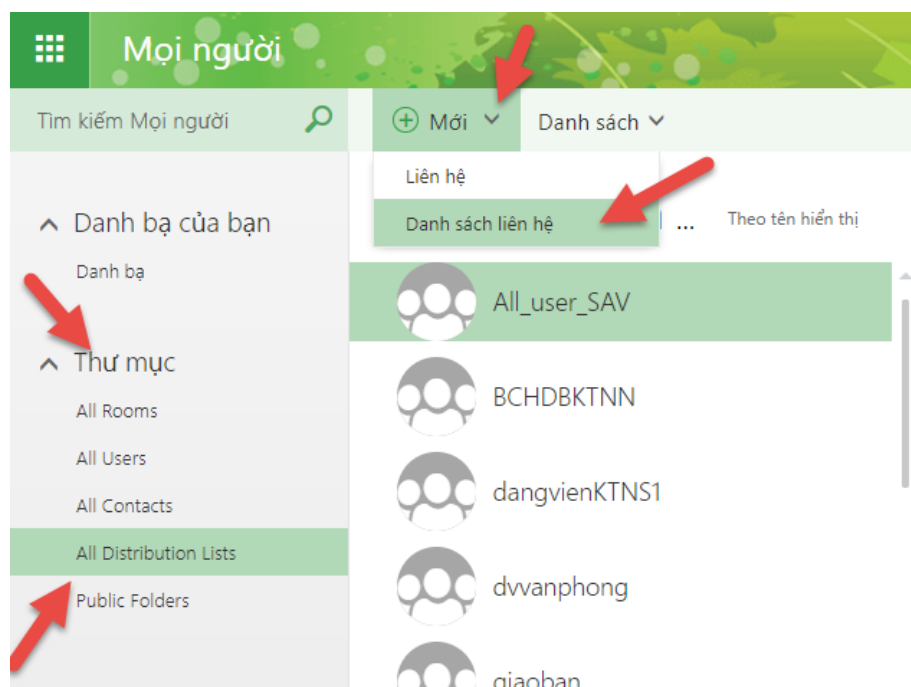 Mọi người
Tìm kiếm Mọi người
Mới
Danh sách
Liên hệ
Danh sách liên hệ
...
Theo tên hiển thị
Danh bạ của bạn
Danh bạ
Thư mục
All Rooms
All Users
All Contacts
All Distribution Lists
Public Folders
All_user_SAV
BCHDBKTNN
dangvienKTNS1
dvvanphong
giaoban